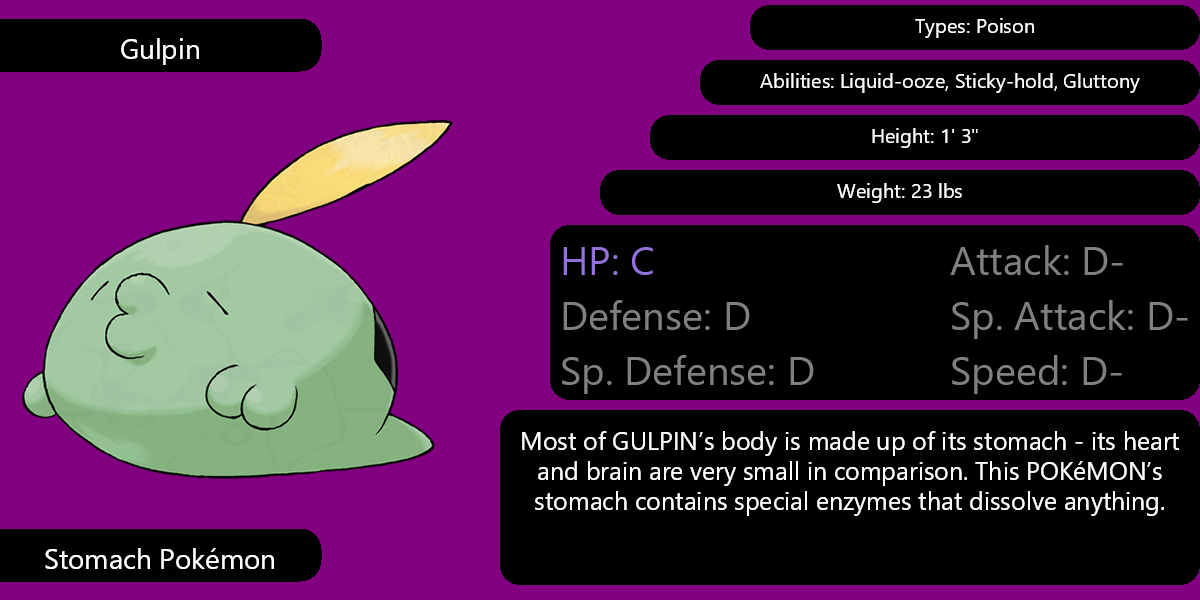 Gulpin
Types: Poison
Abilities: Liquid-ooze, Sticky-hold, Gluttony
Height: 1' 3"
Weight: 23 lbs
HP: C
Attack: D-
Defense: D
Sp. Attack: D-
Sp. Defense: D
Speed: D-
Most of GULPIN’s body is made up of its stomach - its heart
and brain are very small in comparison. This POKéMON’s
stomach contains special enzymes that dissolve anything.
Stomach Pokémon